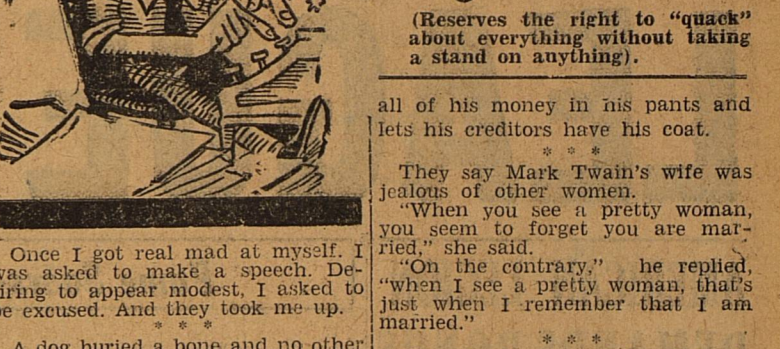 Once I got real mad at myself. I
was asked to make a speech. De-
iring to appear modest, I asked to
e excused. And they took me up.
* * *
A dog buried a bone and no other
(Reserves the right to "quack"
about everything without taking
a stand on anything).
all of his money in his pants and
lets his creditors have his coat.
* * *
They say Mark Twain's wife was
jealous of other women.
"When you see a pretty woman,
you seem to forget you are mar-
ried," she said.
"On the contrary," he replied,
"when I see a pretty woman, that's
just when I remember that I am
married."
* * *